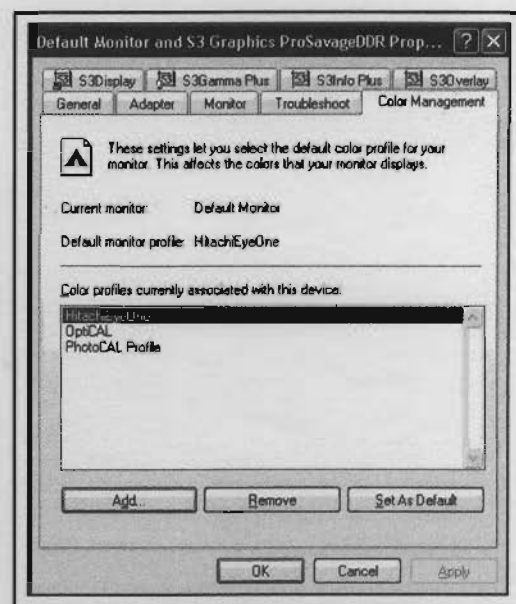 Default Monitor and S3 Graphics ProSavageDDR Prop...
S3Display S3Gamma Plus S3Info Plus S3Overlay
General Adapter Monitor Troubleshoot Color Management
These settings let you select the default color profile for your
monitor. This affects the colors that your monitor displays.
Current monitor: Default Monitor
Default monitor profile: HitachiEyeOne
Color profiles currently associated with this device:
HitachiEyeOne
OptiCAL
PhotoCAL Profile
Add... Remove Set As Default
OK Cancel Apply